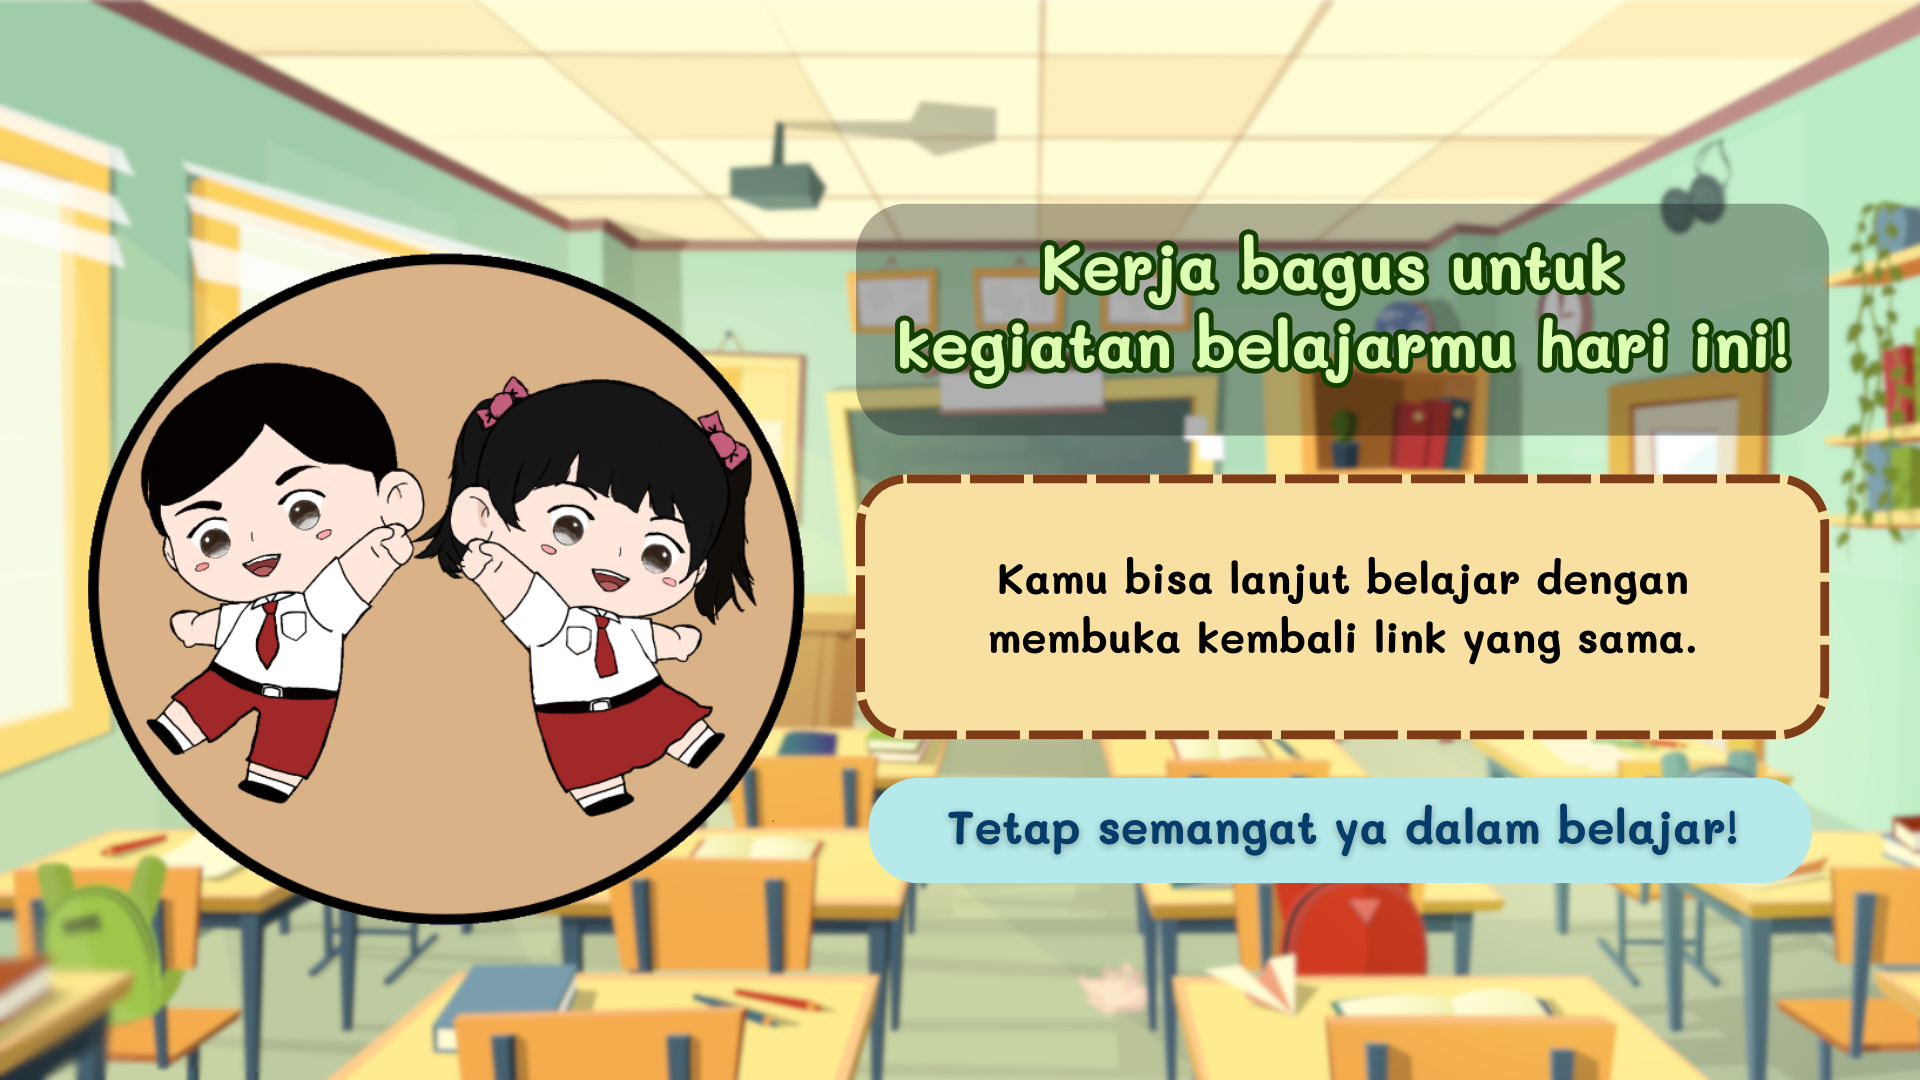 Kerja bagus untuk
kegiatan belajarmu hari ini!
Kamu bisa lanjut belajar dengan
membuka kembali link yang sama.
Tetap semangat ya dalam belajar!